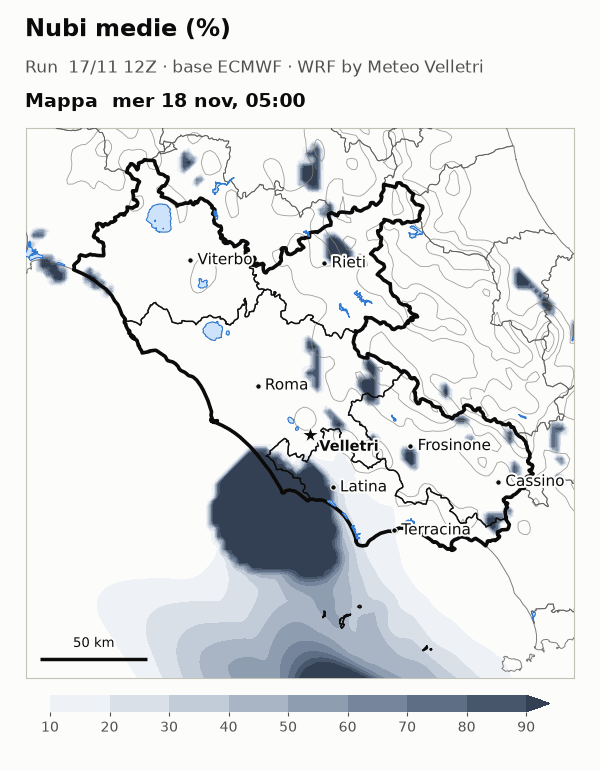 Nubi medie (%)
Run  17/11 12Z · base ECMWF · WRF by Meteo Velletri
Mappa  mer 18 nov, 05:00
Viterbo
Rieti
Roma
Velletri
Frosinone
Latina
Cassino
Terracina
50 km
10 20 30 40 50 60 70 80 90